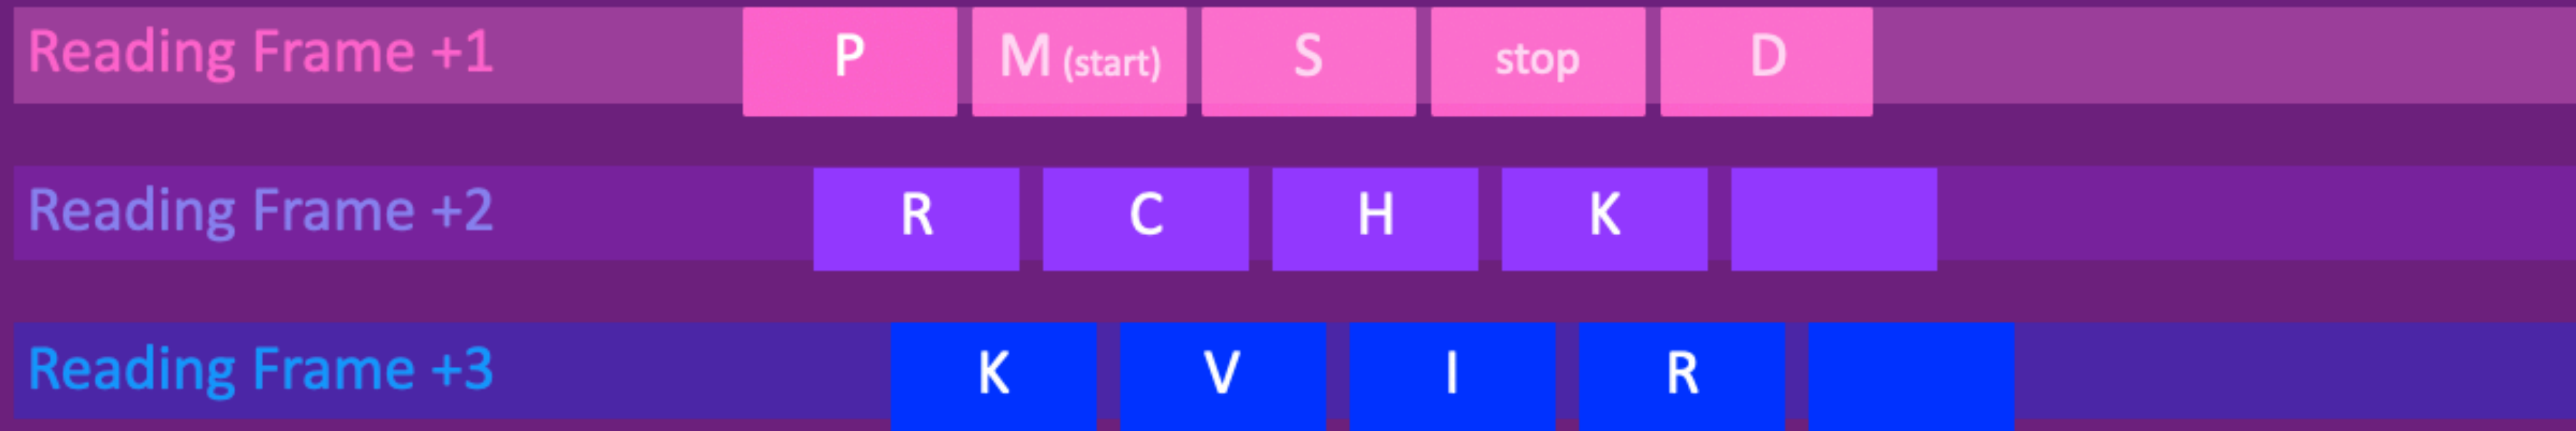 Reading Frame +1 P M (start) S stop D
Reading Frame +2 R C H K
Reading Frame +3 K V I R